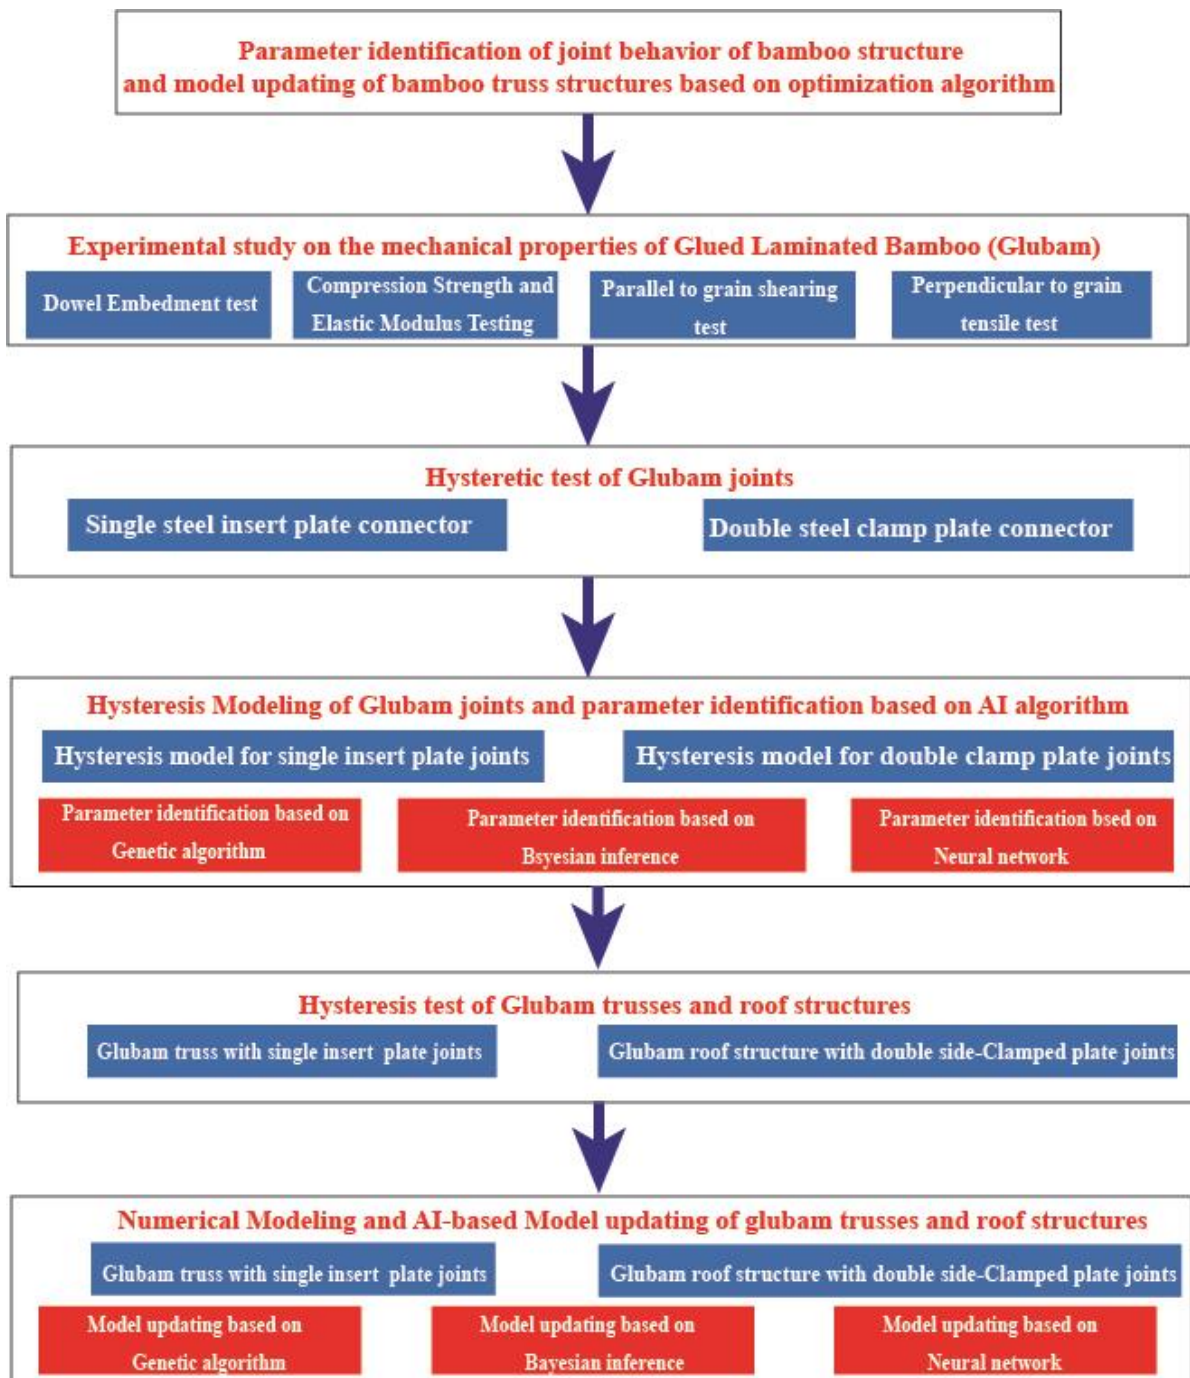 Parameter identification of joint behavior of bamboo structure
and model updating of bamboo truss structures based on optimization algorithm
Experimental study on the mechanical properties of Glued Laminated Bamboo (Glubam)
Dowel Embedment test
Compression Strength and
Elastic Modulus Testing
Parallel to grain shearing
test
Perpendicular to grain
tensile test
Hysteretic test of Glubam joints
Single steel insert plate connector
Double steel clamp plate connector
Hysteresis Modeling of Glubam joints and parameter identification based on AI algorithm
Hysteresis model for single insert plate joints
Hysteresis model for double clamp plate joints
Parameter identification based on
Genetic algorithm
Parameter identification based on
Bsyesian inference
Parameter identification bsed on
Neural network
Hysteresis test of Glubam trusses and roof structures
Glubam truss with single insert plate joints
Glubam roof structure with double side-Clamped plate joints
Numerical Modeling and AI-based Model updating of glubam trusses and roof structures
Glubam truss with single insert plate joints
Glubam roof structure with double side-Clamped plate joints
Model updating based on
Genetic algorithm
Model updating based on
Bayesian inference
Model updating based on
Neural network